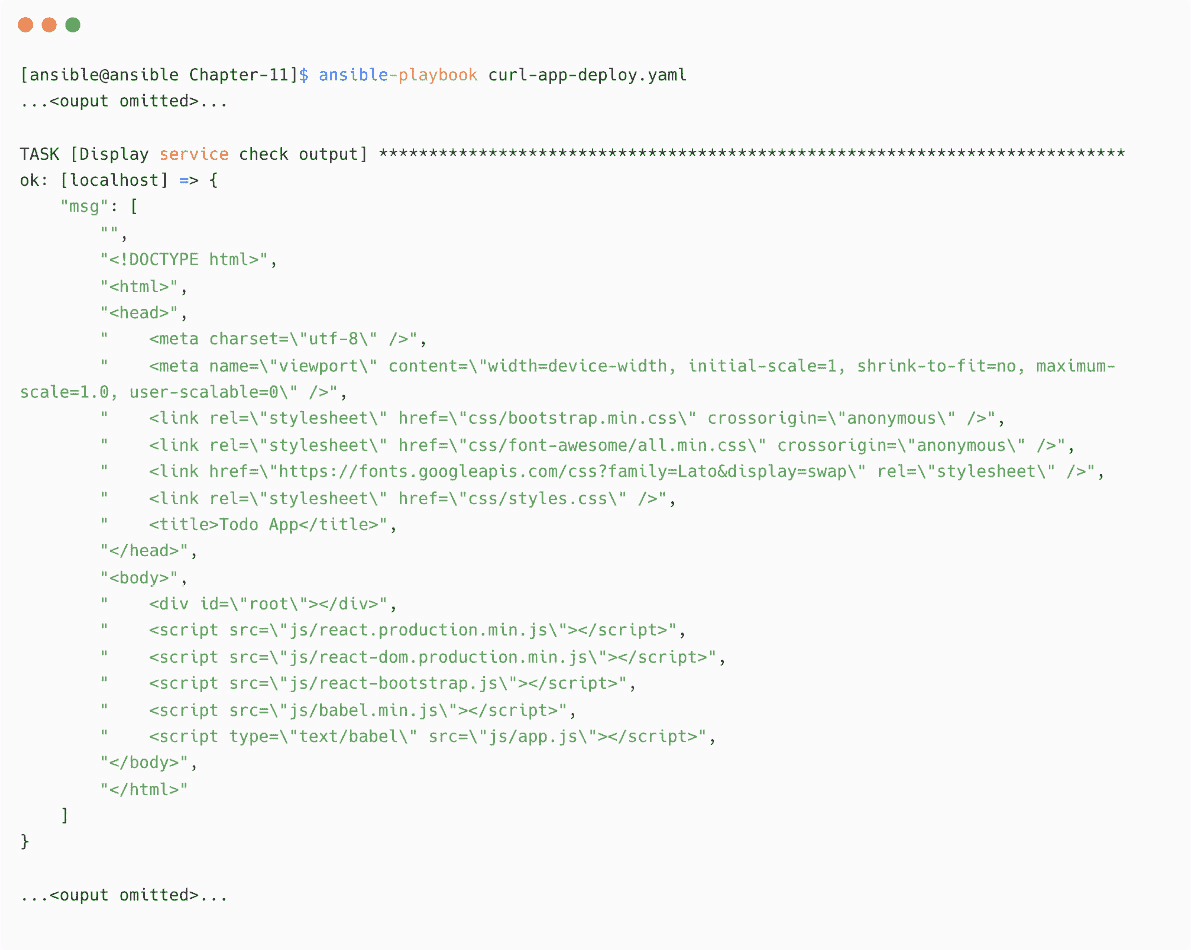 [ansible@ansible Chapter-11]$ ansible-playbook curl-app-deploy.yaml
...<ouput omitted>...

TASK [Display service check output] ***************************************************************************
ok: [localhost] => {
    "msg": [
        "",
        "<!DOCTYPE html>",
        "<html>",
        "<head>",
        "    <meta charset=\"utf-8\" />",
        "    <meta name=\"viewport\" content=\"width=device-width, initial-scale=1, shrink-to-fit=no, maximum-
scale=1.0, user-scalable=0\" />",
        "    <link rel=\"stylesheet\" href=\"css/bootstrap.min.css\" crossorigin=\"anonymous\" />",
        "    <link rel=\"stylesheet\" href=\"css/font-awesome/all.min.css\" crossorigin=\"anonymous\" />",
        "    <link href=\"https://fonts.googleapis.com/css?family=Lato&display=swap\" rel=\"stylesheet\" />",
        "    <link rel=\"stylesheet\" href=\"css/styles.css\" />",
        "    <title>Todo App</title>",
        "</head>",
        "<body>",
        "    <div id=\"root\"></div>",
        "    <script src=\"js/react.production.min.js\"></script>",
        "    <script src=\"js/react-dom.production.min.js\"></script>",
        "    <script src=\"js/react-bootstrap.js\"></script>",
        "    <script src=\"js/babel.min.js\"></script>",
        "    <script type=\"text/babel\" src=\"js/app.js\"></script>",
        "</body>",
        "</html>"
    ]
}

...<ouput omitted>...